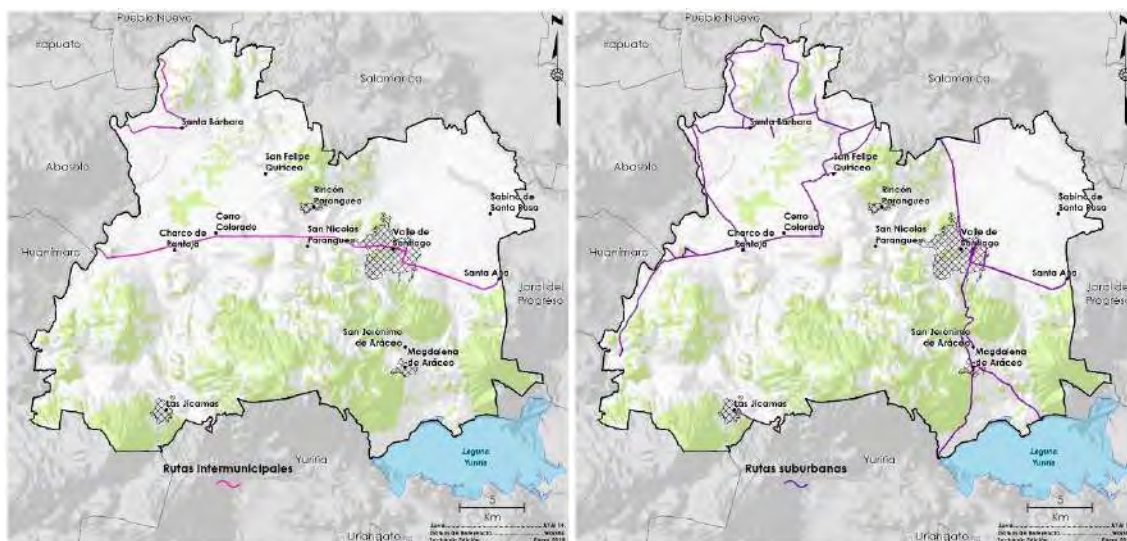 Pueblo Nuevo
Irapuato
Salamanca
Santa Bárbara
Abasolo
San Felipe
Quiriceo
Rincón
Parangueo
Sabino de
Santa Rosa
Cerro
Colorado
San Nicolas
Parangueo
Valle de
Santiago
Charco de
Pantoja
Huanímaro
Santa Ana
Jaral del
Progreso
San Jerónimo
de Aráceo
Magdalena
de Aráceo
Las Jícamas
Laguna
Yuriria
Yuriria
Rutas Intermunicipales
5
Km
Uriangato
Pueblo Nuevo
Irapuato
Salamanca
Santa Bárbara
Abasolo
San Felipe
Quiriceo
Rincón
Parangueo
Sabino de
Santa Rosa
Cerro
Colorado
San Nicolas
Parangueo
Valle de
Santiago
Charco de
Pantoja
Huanímaro
Santa Ana
Jaral del
Progreso
San Jerónimo
de Aráceo
Magdalena
de Aráceo
Las Jícamas
Laguna
Yuriria
Yuriria
Rutas suburbanas
5
Km
Uriangato